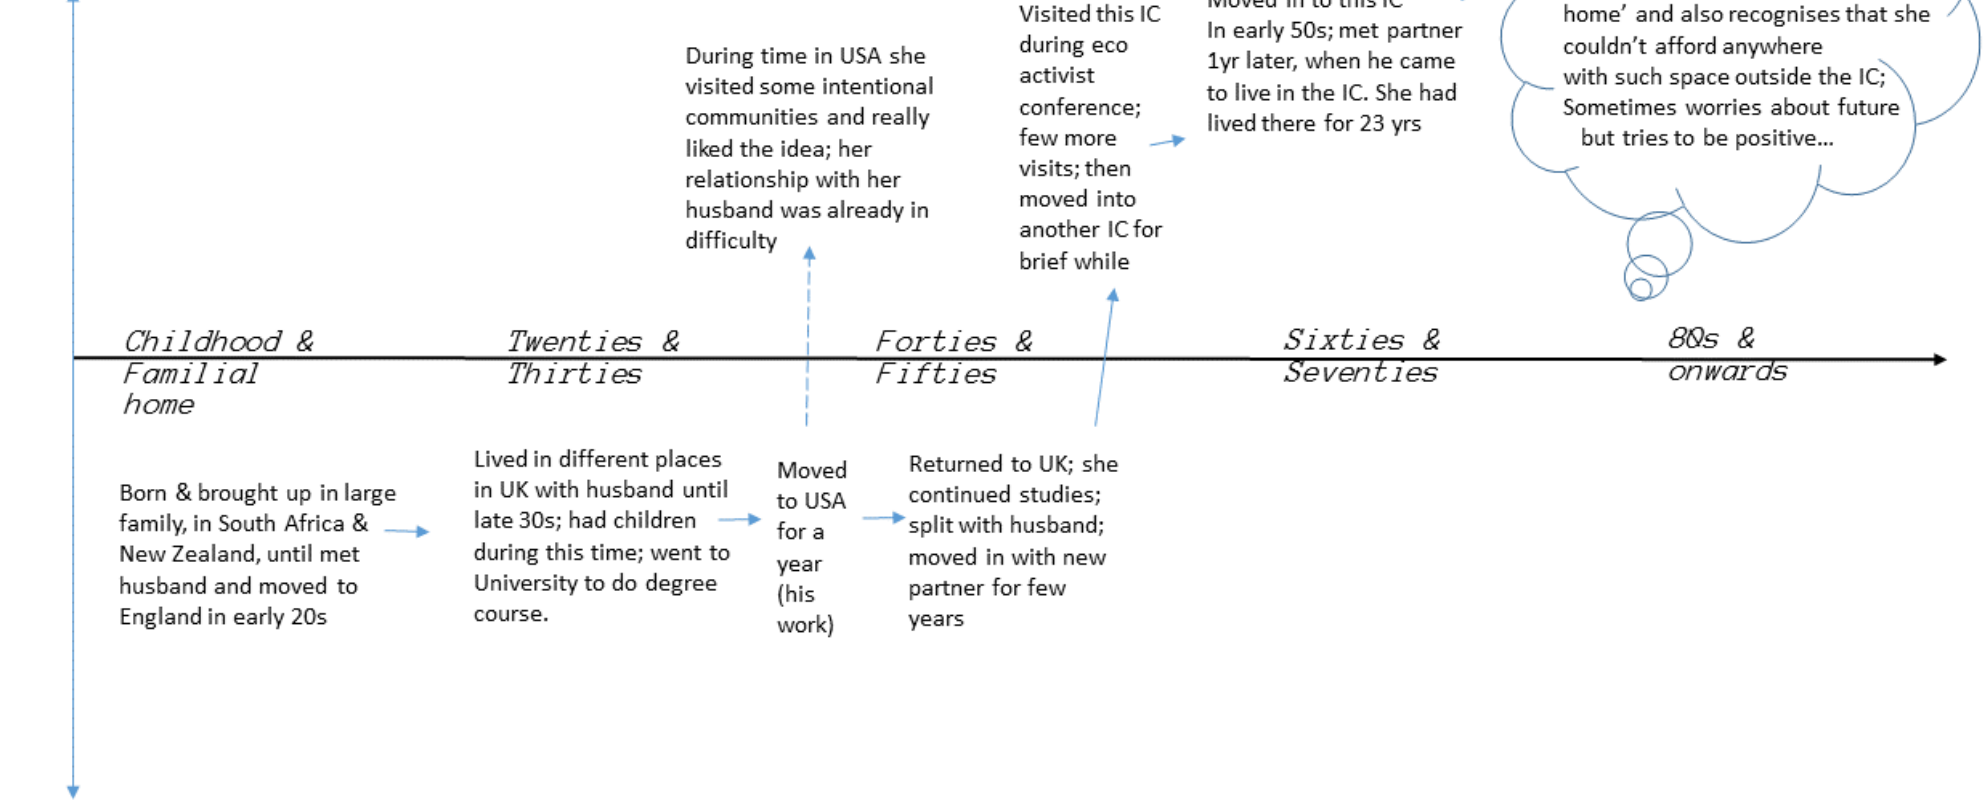 During time in USA she
visited some intentional
communities and really
liked the idea; her
relationship with her
husband was already in
difficulty
Visited this IC
during eco
activist
conference;
few more
visits; then
moved into
another IC for
brief while
Moved in to this IC
In early 50s; met partner
1yr later, when he came
to live in the IC. She had
lived there for 23 yrs
home’ and also recognises that she
couldn’t afford anywhere
with such space outside the IC;
Sometimes worries about future
but tries to be positive…
Childhood &
Familial
home
Twenties &
Thirties
Forties &
Fifties
Sixties &
Seventies
80s &
onwards
Born & brought up in large
family, in South Africa &
New Zealand, until met
husband and moved to
England in early 20s
Lived in different places
in UK with husband until
late 30s; had children
during this time; went to
University to do degree
course.
Moved
to USA
for a
year
(his
work)
Returned to UK; she
continued studies;
split with husband;
moved in with new
partner for few
years